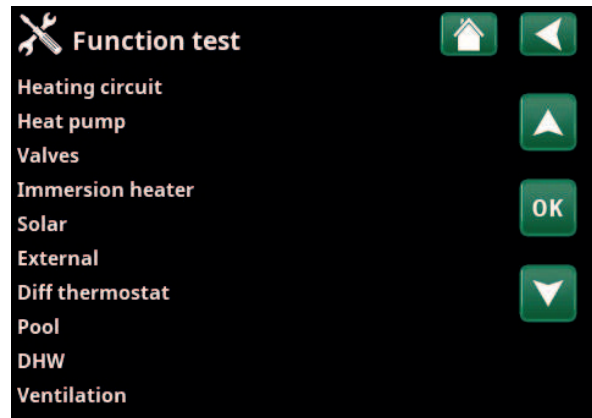 Function test
Heating circuit
Heat pump
Valves
Immersion heater
Solar
OK
External
Diff thermostat
Pool
DHW
Ventilation